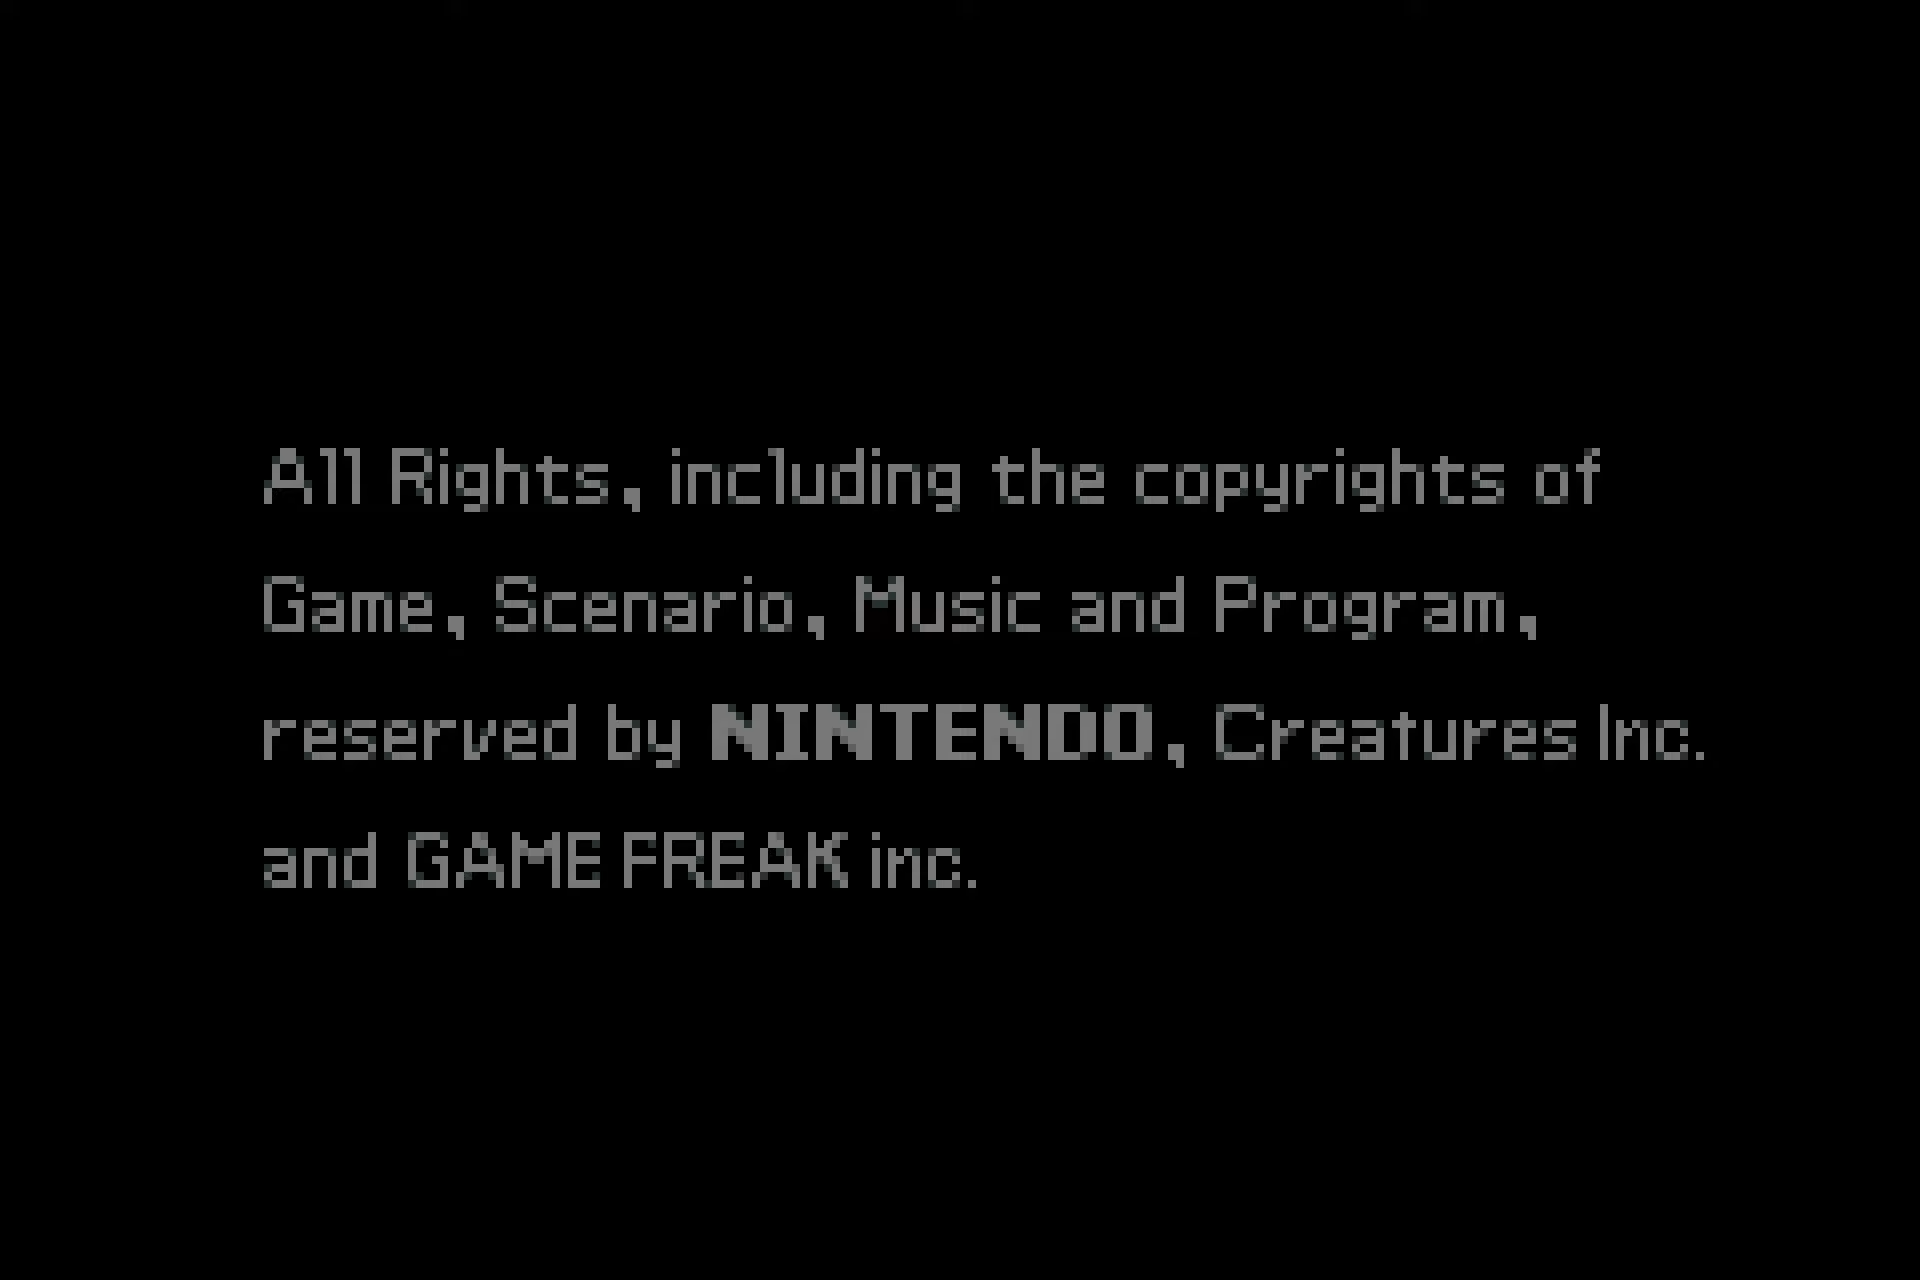 All Rights, including the copyrights of
Game, Scenario, Music and Program,
reserved by NINTENDO, Creatures Inc.
and GAME FREAK inc.